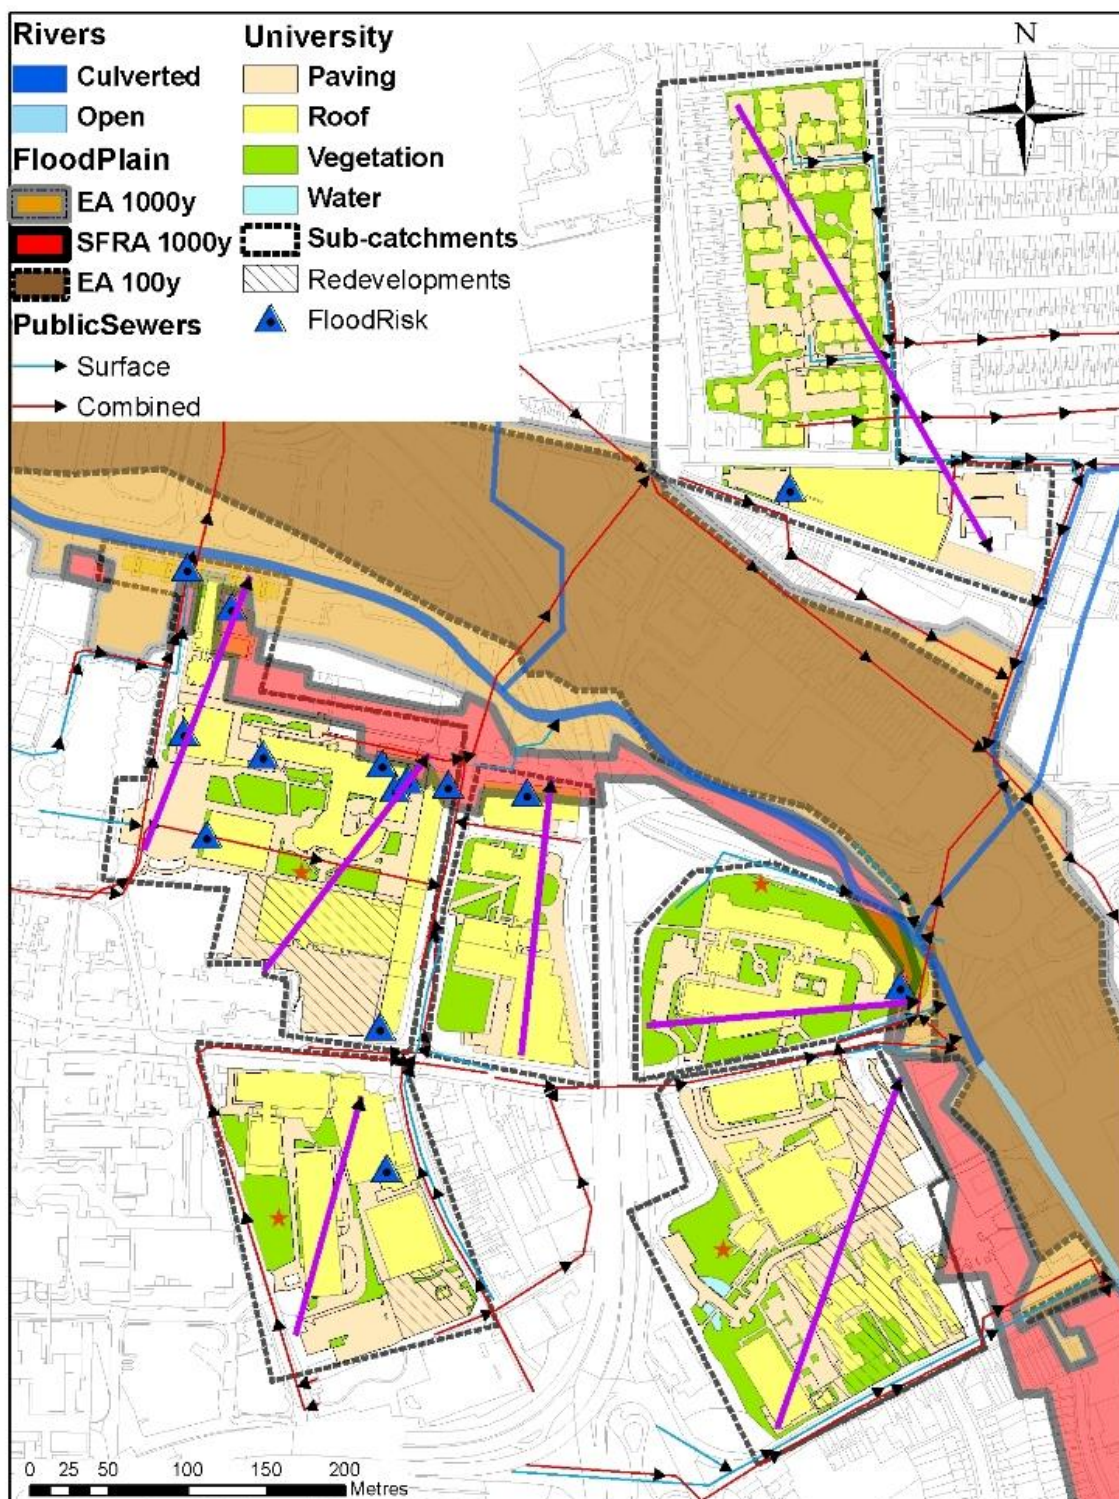 Rivers
Culverted
Open
FloodPlain
EA 1000y
SFRA 1000y
EA 100y
PublicSewers
Surface
Combined
University
Paving
Roof
Vegetation
Water
Sub-catchments
Redevelopments
FloodRisk
N
0 25 50 100 150 200
Metres